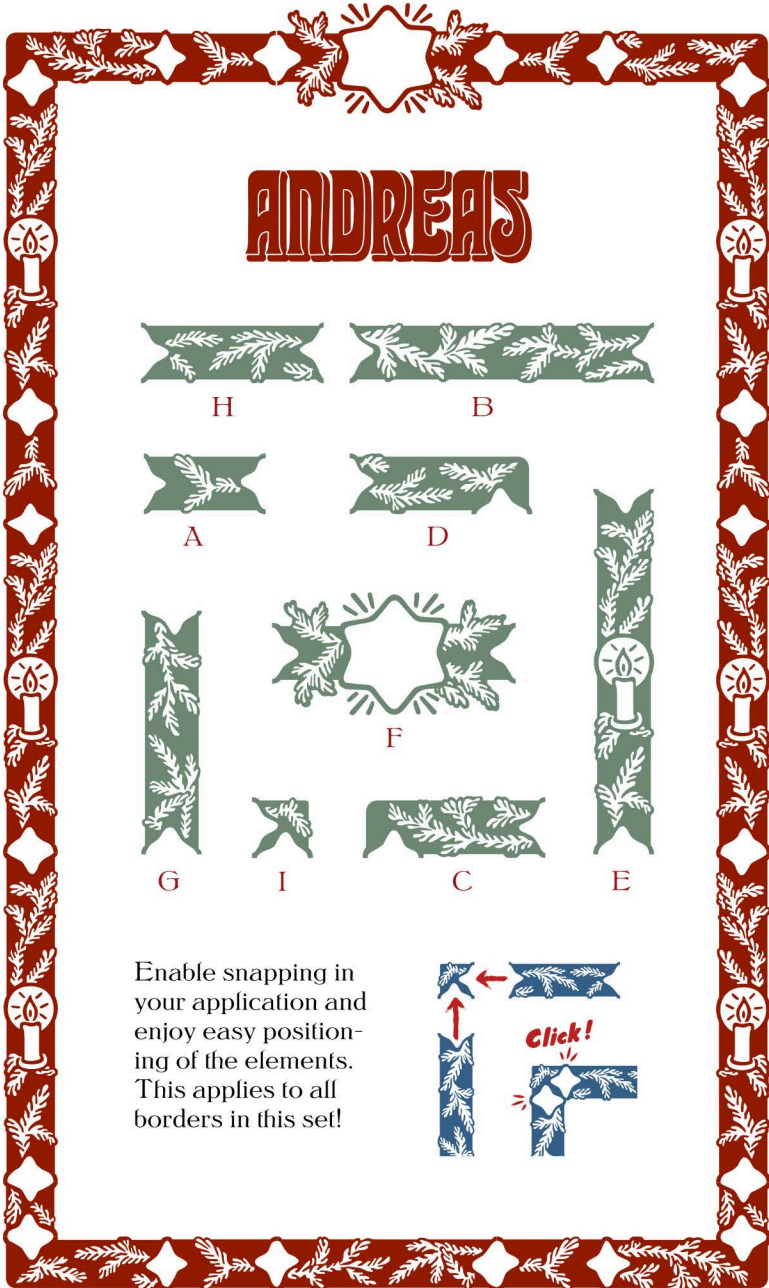 ANDREAS
H B
A D
F
G I C E
Enable snapping in
your application and
enjoy easy position-
ing of the elements.
This applies to all
borders in this set!
Click!